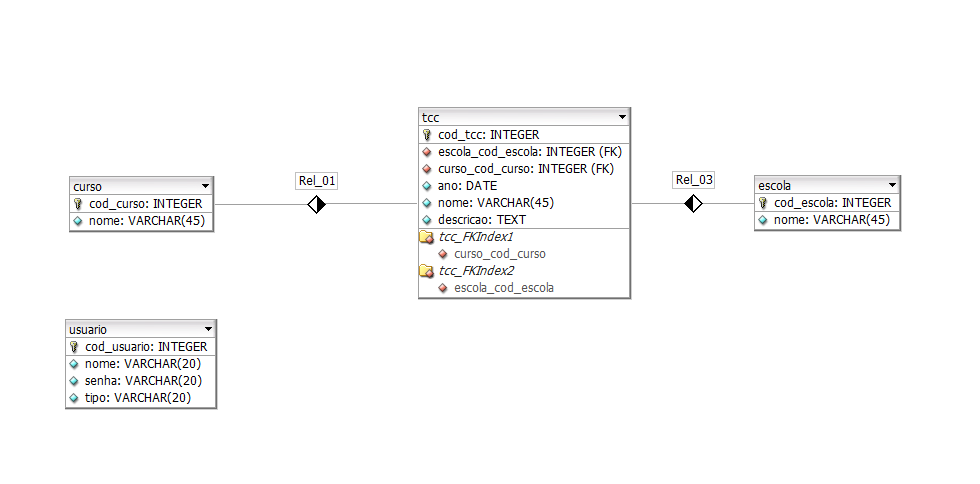 curso
cod_curso: INTEGER
nome: VARCHAR(45)
Rel_01
tcc
cod_tcc: INTEGER
escola_cod_escola: INTEGER (FK)
curso_cod_curso: INTEGER (FK)
ano: DATE
nome: VARCHAR(45)
descricao: TEXT
tcc_FKIndex1
curso_cod_curso
tcc_FKIndex2
escola_cod_escola
Rel_03
escola
cod_escola: INTEGER
nome: VARCHAR(45)
usuario
cod_usuario: INTEGER
nome: VARCHAR(20)
senha: VARCHAR(20)
tipo: VARCHAR(20)